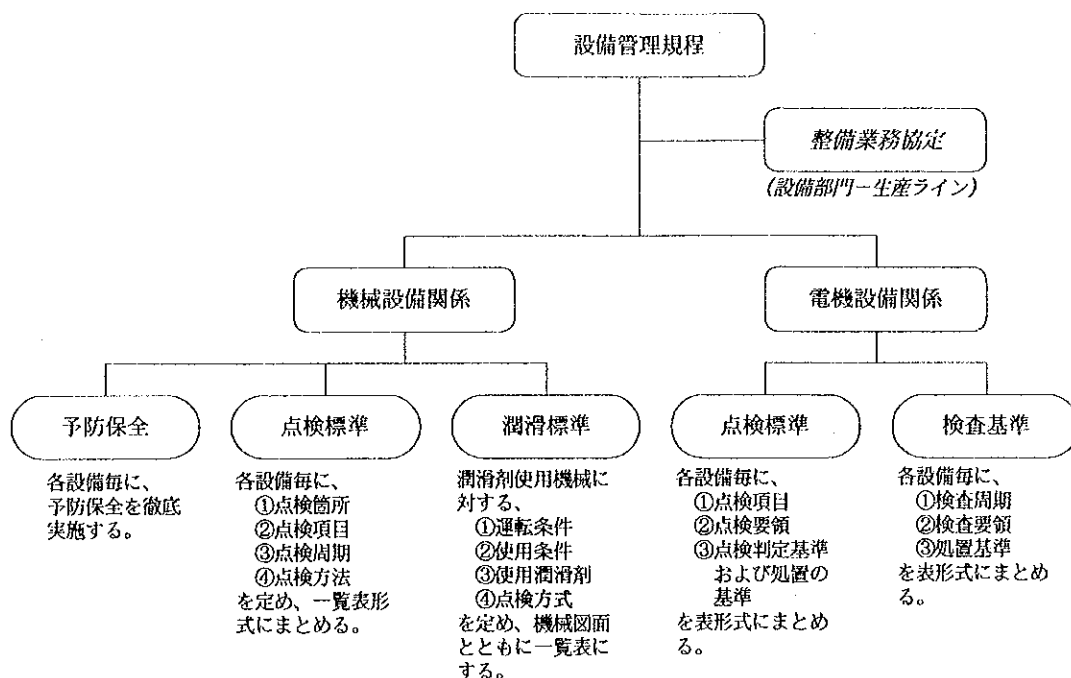 設備管理規程
整備業務協定
(設備部門ー生産ライン)
機械設備関係
電機設備関係
予防保全
各設備毎に、
予防保全を徹底
実施する。
点検標準
各設備毎に、
①点検箇所
②点検項目
③点検周期
④点検方法
を定め、一覧表形
式にまとめる。
潤滑標準
潤滑剤使用機械に
対する、
①運転条件
②使用条件
③使用潤滑剤
④点検方式
を定め、機械図面
とともに一覧表に
する。
点検標準
各設備毎に、
①点検項目
②点検要領
③点検判定基準
および処置の
基準
を表形式にまとめ
る。
検査基準
各設備毎に、
①検査周期
②検査要領
③処置基準
を表形式にまとめ
る。